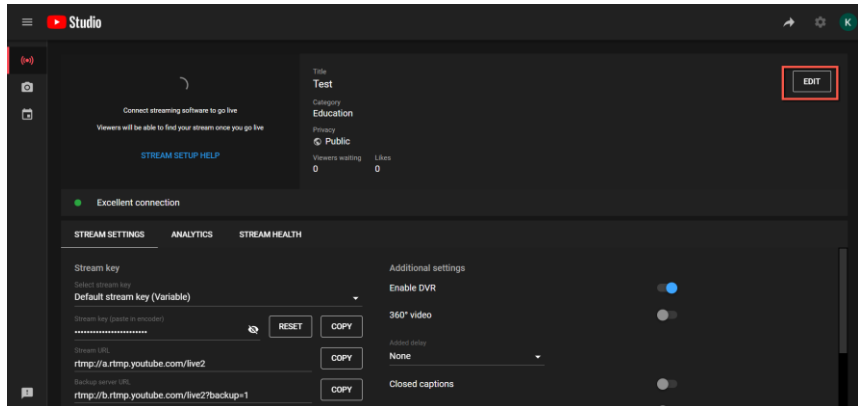 Studio
K
Connect streaming software to go live
Viewers will be able to find your stream once you go live
STREAM SETUP HELP
Title
Test
Category
Education
Privacy
Public
Viewers waiting Likes
0 0
EDIT
Excellent connection
STREAM SETTINGS ANALYTICS STREAM HEALTH
Stream key
Select stream key
Default stream key (Variable)
Stream key (paste in encoder)
••••••••••••••••••••••••
RESET COPY
Stream URL
rtmp://a.rtmp.youtube.com/live2
COPY
Backup server URL
rtmp://b.rtmp.youtube.com/live2?backup=1
COPY
Additional settings
Enable DVR
360° video
Added delay
None
Closed captions